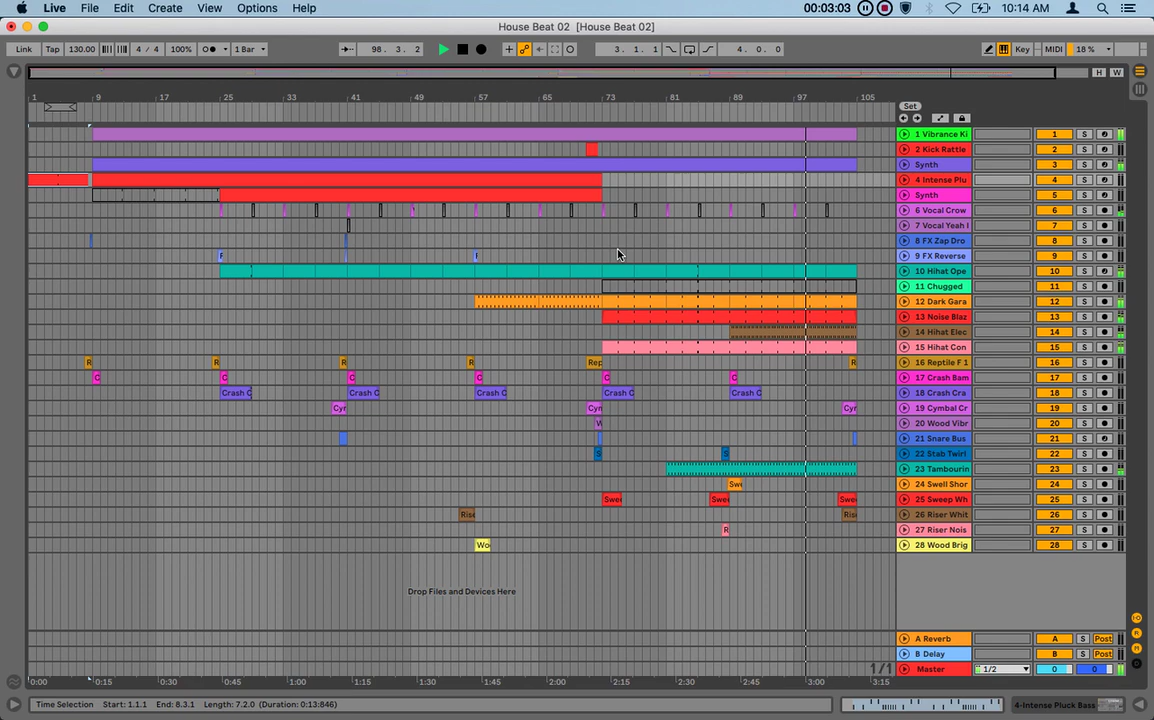 Live File Edit Create View Options Help 00:03:03 10:14 AM
House Beat 02 [House Beat 02]
Link Tap 130.00 4 / 4 100% 1 Bar 98. 3. 2 3. 1. 1 4. 0. 0 Key MIDI 18 %
H W
1 9 17 25 33 41 49 57 65 73 81 89 97 105
Set
1 Vibrance Ki 1 S
2 Kick Rattle 2 S
Synth 3 S
4 Intense Plu 4 S
Synth 5 S
6 Vocal Crow 6 S
7 Vocal Yeah I 7 S
8 FX Zap Dro 8 S
F 9 FX Reverse 9 S
10 Hihat Ope 10 S
11 Chugged 11 S
12 Dark Gara 12 S
13 Noise Blaz 13 S
14 Hihat Elec 14 S
15 Hihat Con 15 S
R R R R Rep R 16 Reptile F 1 16 S
C C C C C C 17 Crash Bam 17 S
Crash C Crash C Crash C Crash C Crash C 18 Crash Cra 18 S
Cyr Cyn Cyr 19 Cymbal Cr 19 S
20 Wood Vibr 20 S
21 Snare Bus 21 S
S S 22 Stab Twirl 22 S
23 Tambourin 23 S
Swe 24 Swell Shor 24 S
Swee Swe Swe 25 Sweep Wh 25 S
Rise Rise 26 Riser Whit 26 S
R 27 Riser Nois 27 S
Wo 28 Wood Brig 28 S
Drop Files and Devices Here
A Reverb A S Post
B Delay B S Post
1/1 Master 1/2 0 0
0:00 0:15 0:30 0:45 1:00 1:15 1:30 1:45 2:00 2:15 2:30 2:45 3:00 3:15
Time Selection Start: 1.1.1 End: 8.3.1 Length: 7.2.0 (Duration: 0:13:846) 4-Intense Pluck Bass